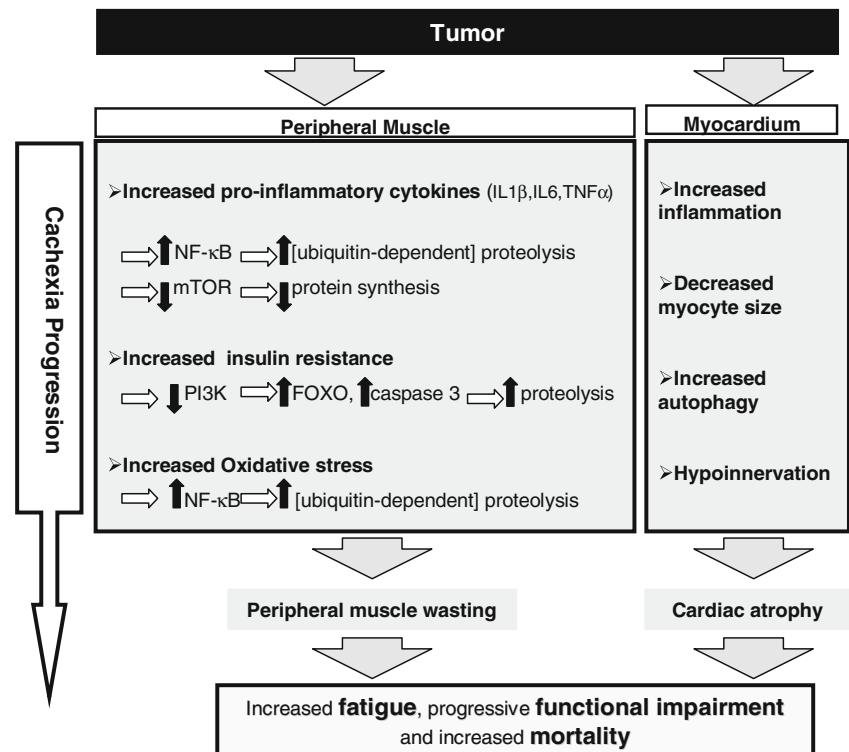 Tumor
Peripheral Muscle
Myocardium
Cachexia Progression
➢Increased pro-inflammatory cytokines (IL1β,IL6,TNFα)
NF-κB [ubiquitin-dependent] proteolysis
mTOR protein synthesis
➢Increased insulin resistance
PI3K FOXO, caspase 3 proteolysis
➢Increased Oxidative stress
NF-κB [ubiquitin-dependent] proteolysis
➢Increased
inflammation
➢Decreased
myocyte size
➢Increased
autophagy
➢Hypoinnervation
Peripheral muscle wasting
Cardiac atrophy
Increased fatigue, progressive functional impairment
and increased mortality